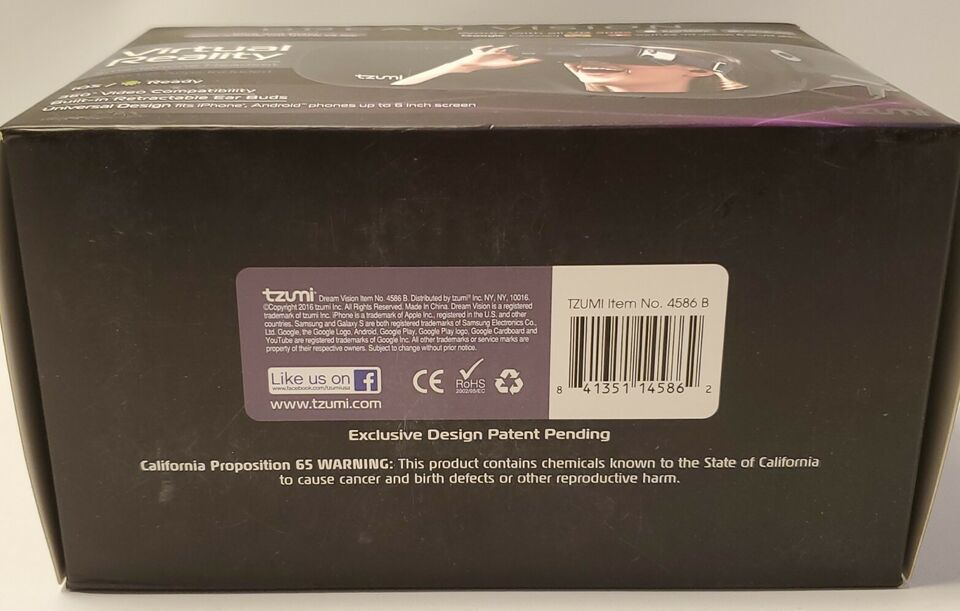 Virtual
Reality
iOS / Ready
360° Video Compatibility
Built-in Retractable Ear Buds
Universal Design fits iPhone®, Android™ phones up to 6 inch screen
tzumi
tzumi® Dream Vision Item No. 4586 B. Distributed by tzumi® Inc. NY, NY, 10016.
©Copyright 2016 tzumi Inc. All Rights Reserved. Made In China. Dream Vision is a registered
trademark of tzumi Inc. iPhone is a trademark of Apple Inc., registered in the U.S. and other
countries. Samsung and Galaxy S are both registered trademarks of Samsung Electronics Co.,
Ltd. Google, the Google Logo, Android. Google Play, Google Play logo, Google Cardboard and
YouTube are registered trademarks of Google Inc. All other trademarks or service marks are
property of their respective owners. Subject to change without prior notice.
Like us on f
www.facebook.com/tzumiusa
www.tzumi.com
CE
RoHS
2002/95/EC
TZUMI Item No. 4586 B
8 41351 14586 2
Exclusive Design Patent Pending
California Proposition 65 WARNING: This product contains chemicals known to the State of California
to cause cancer and birth defects or other reproductive harm.